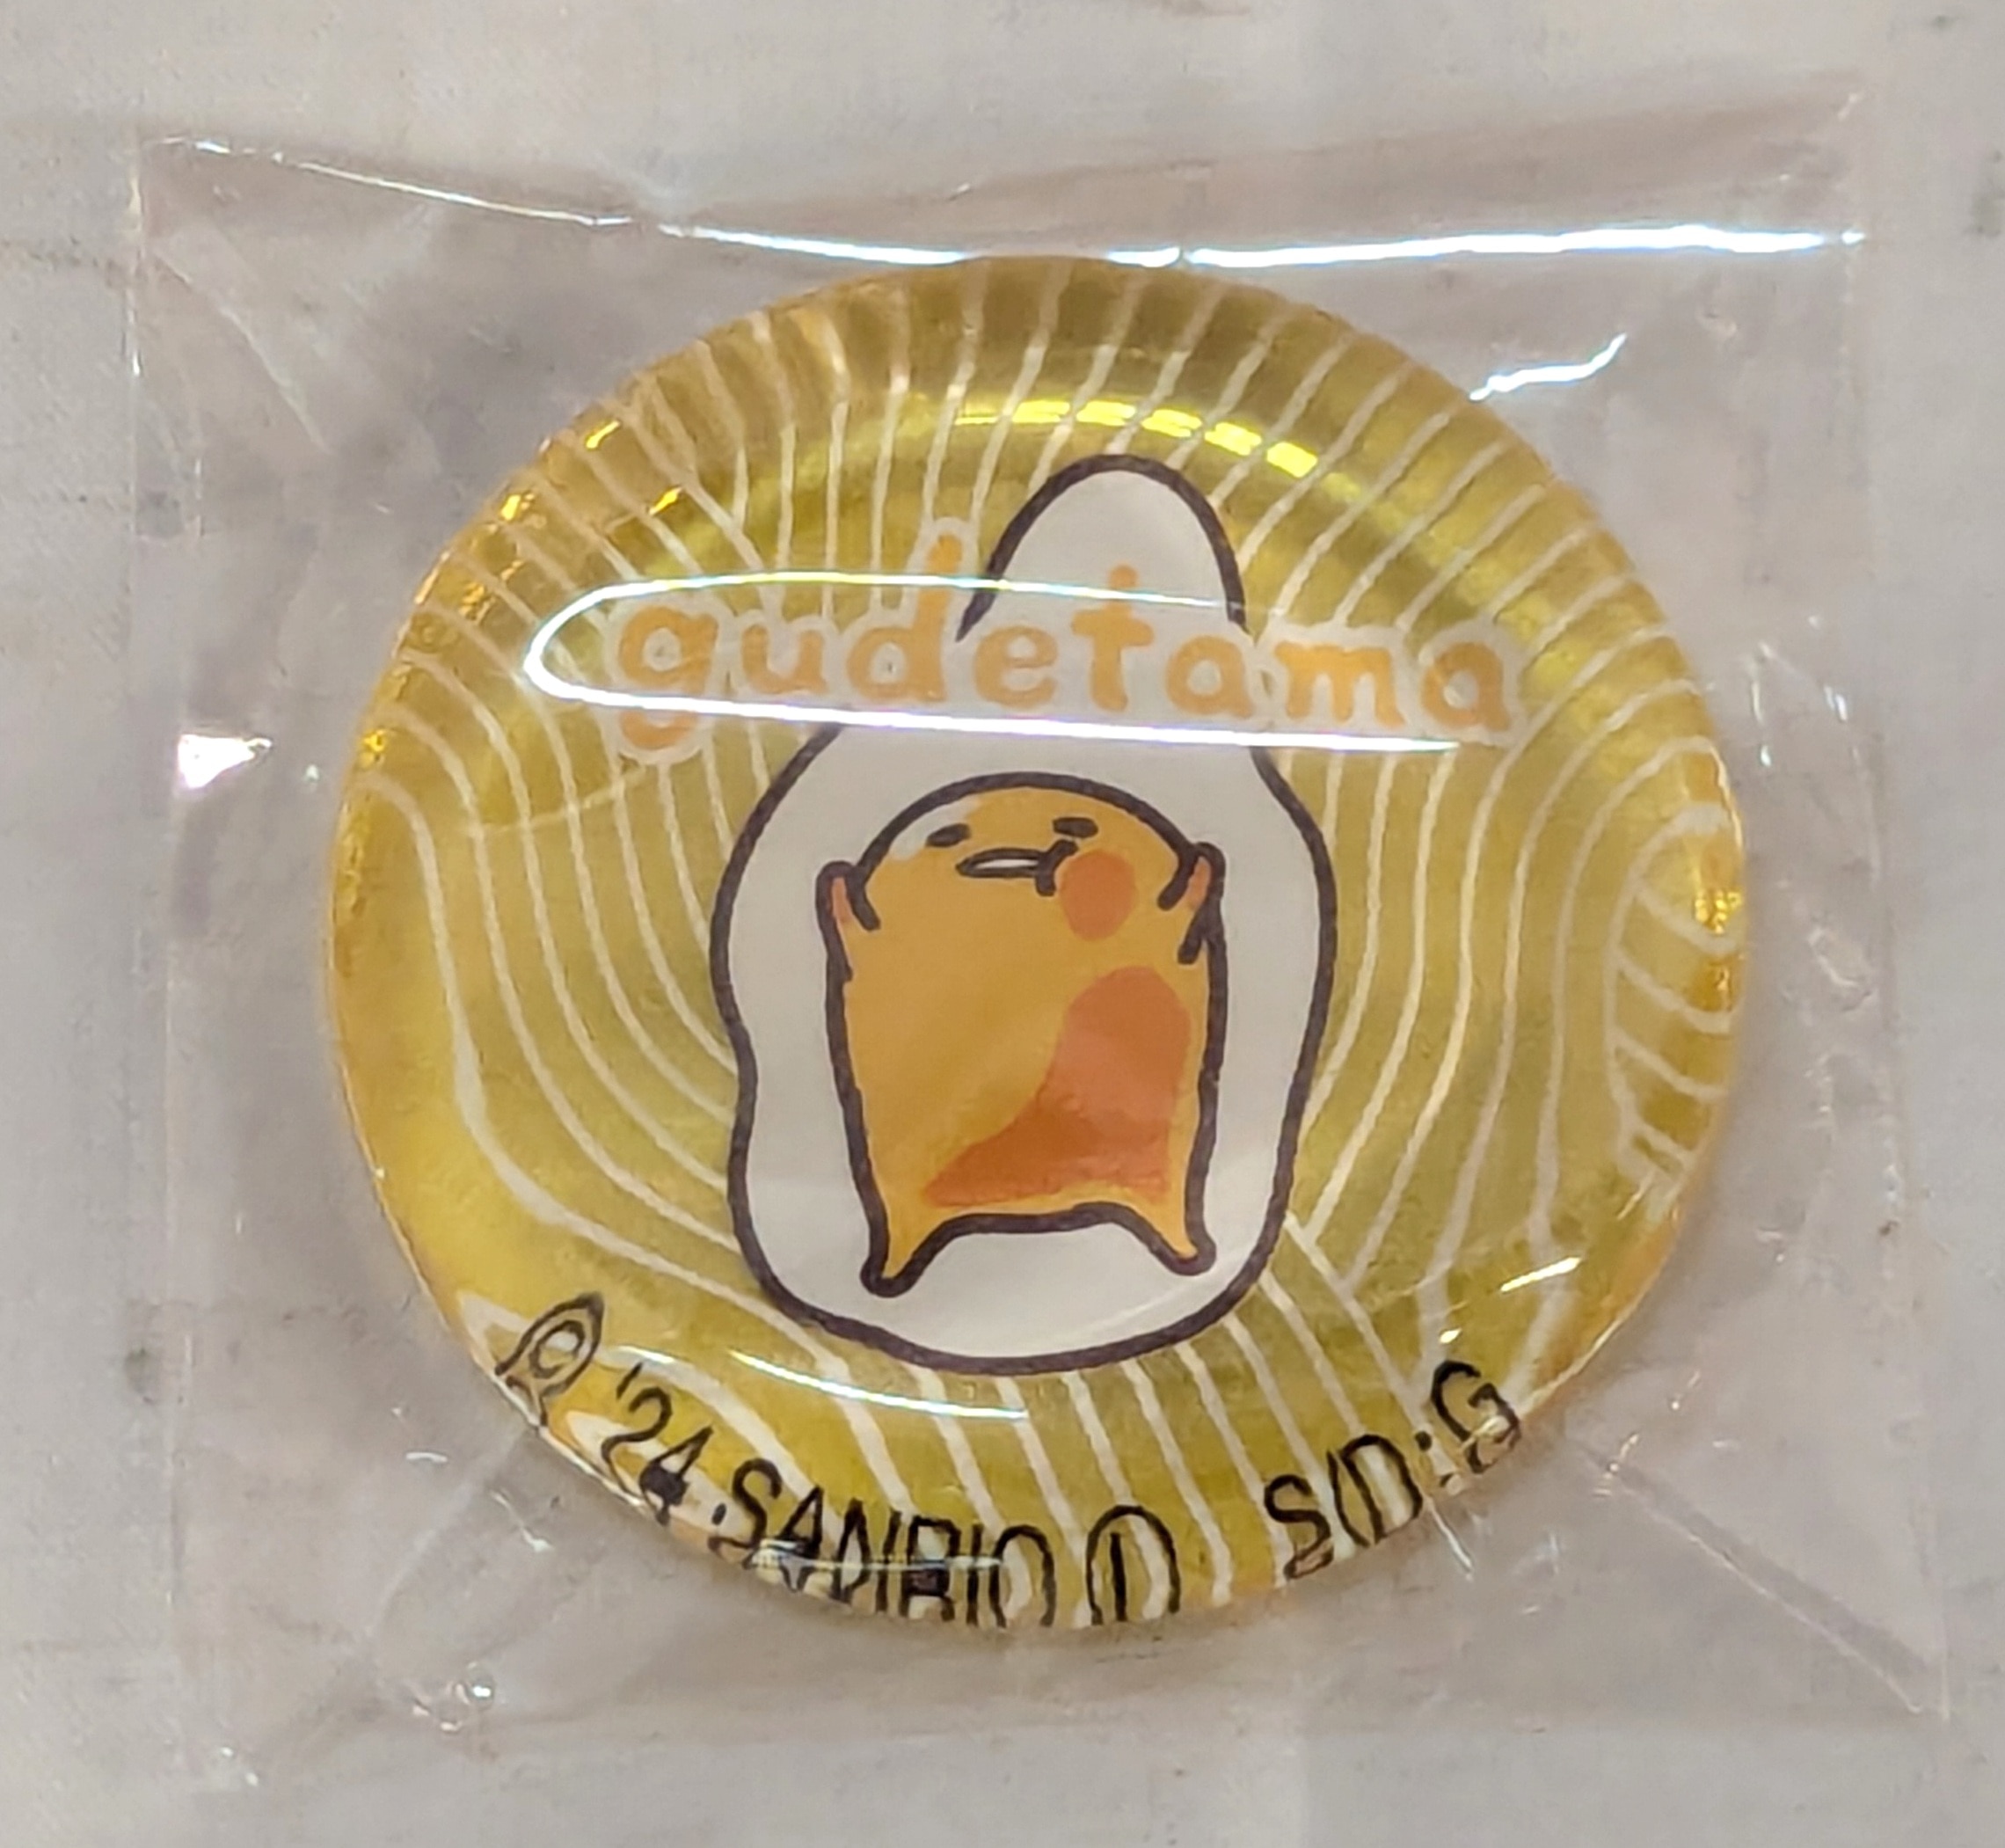 gudetama
© '24 SANRIO Ⓛ S/D·G